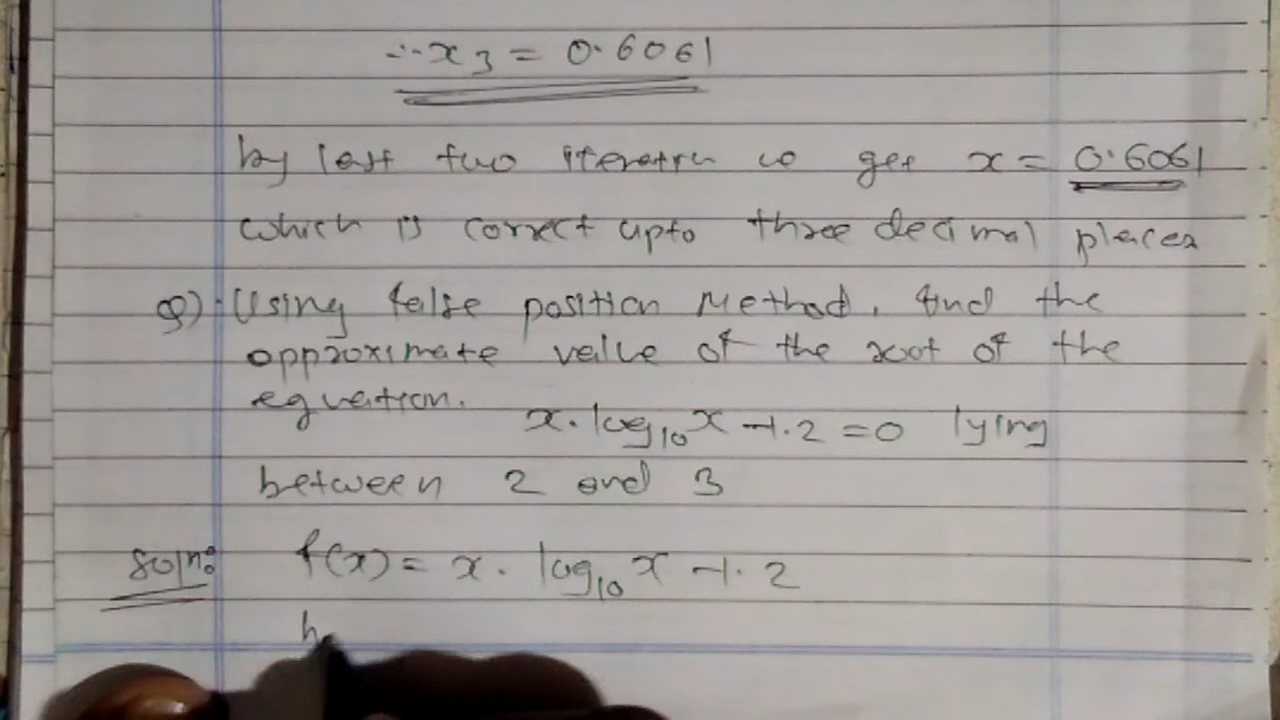 ∴ x3 = 0.6061
by last two iteration we get x = 0.6061
which is correct upto three decimal places
Q) Using false position Method, find the
approximate value of the root of the
equation.
x. log10 x -1.2 = 0 lying
between 2 and 3
Soln: f(x) = x. log10 x -1.2
h